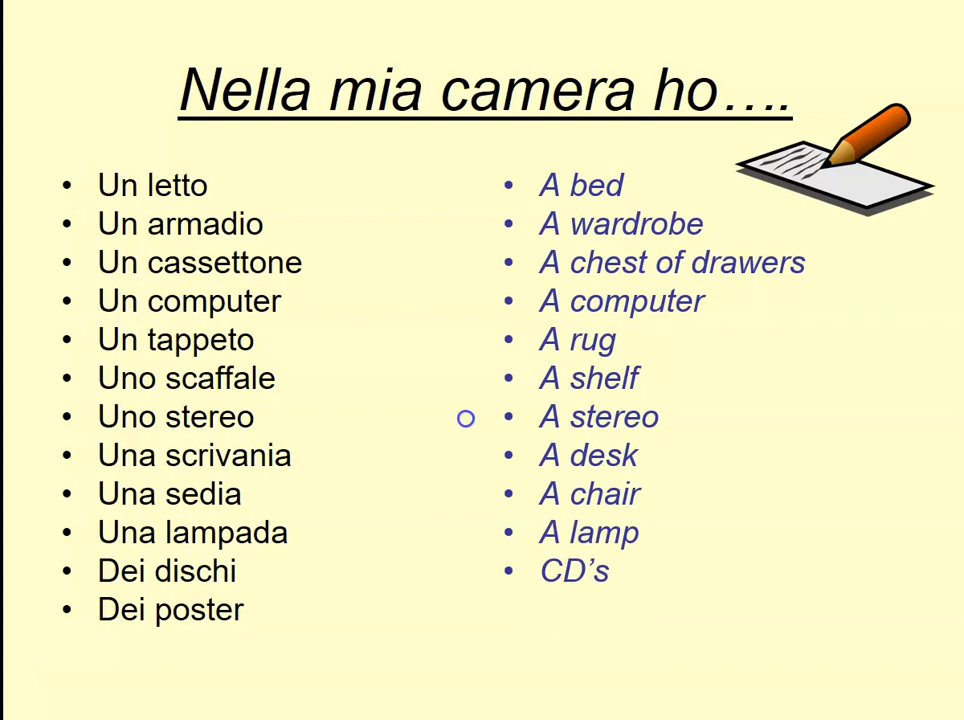 Nella mia camera ho….
• Un letto
• Un armadio
• Un cassettone
• Un computer
• Un tappeto
• Uno scaffale
• Uno stereo
• Una scrivania
• Una sedia
• Una lampada
• Dei dischi
• Dei poster
• A bed
• A wardrobe
• A chest of drawers
• A computer
• A rug
• A shelf
• A stereo
• A desk
• A chair
• A lamp
• CD’s